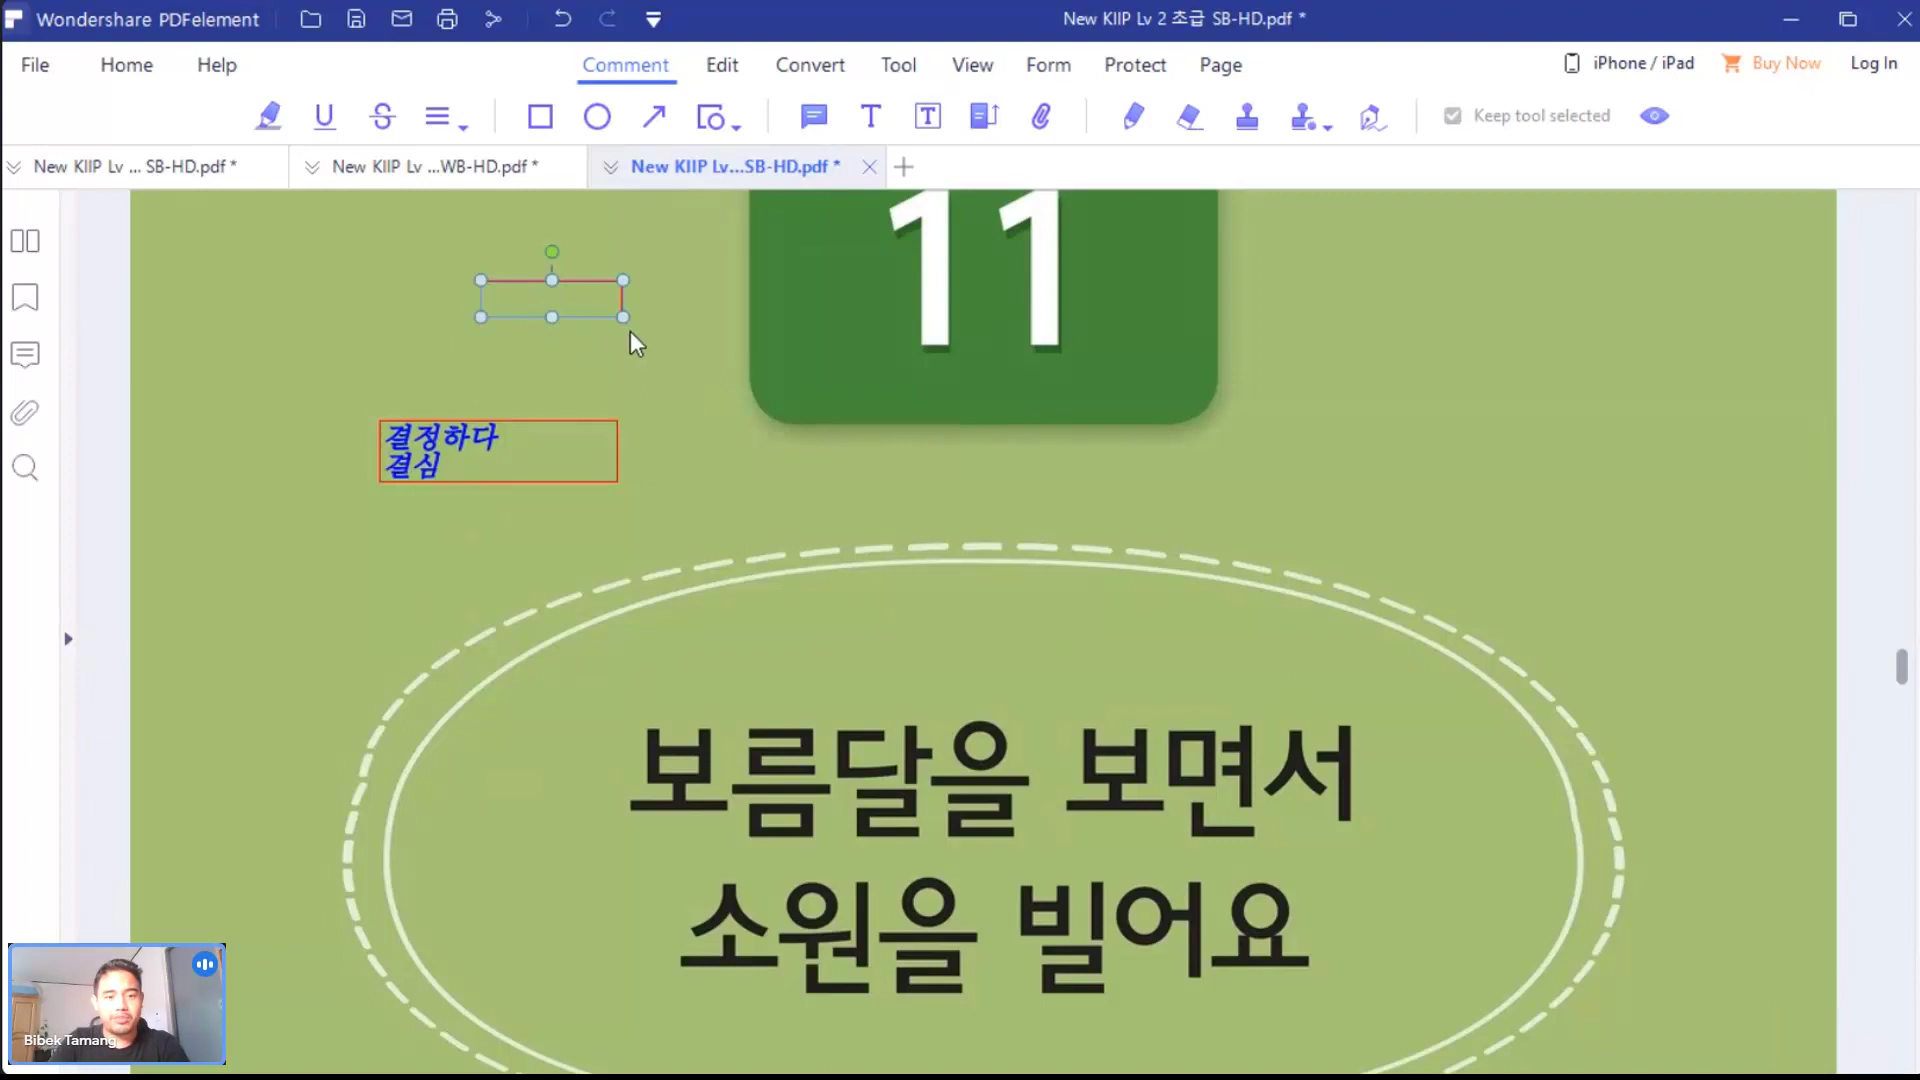 Wondershare PDFelement
New KIIP Lv 2 초급 SB-HD.pdf *
File Home Help Comment Edit Convert Tool View Form Protect Page iPhone / iPad Buy Now Log In
Keep tool selected
New KIIP Lv ... SB-HD.pdf * New KIIP Lv ...WB-HD.pdf * New KIIP Lv...SB-HD.pdf *
11
결정하다
결심
보름달을 보면서
소원을 빌어요
Bibek Tamang